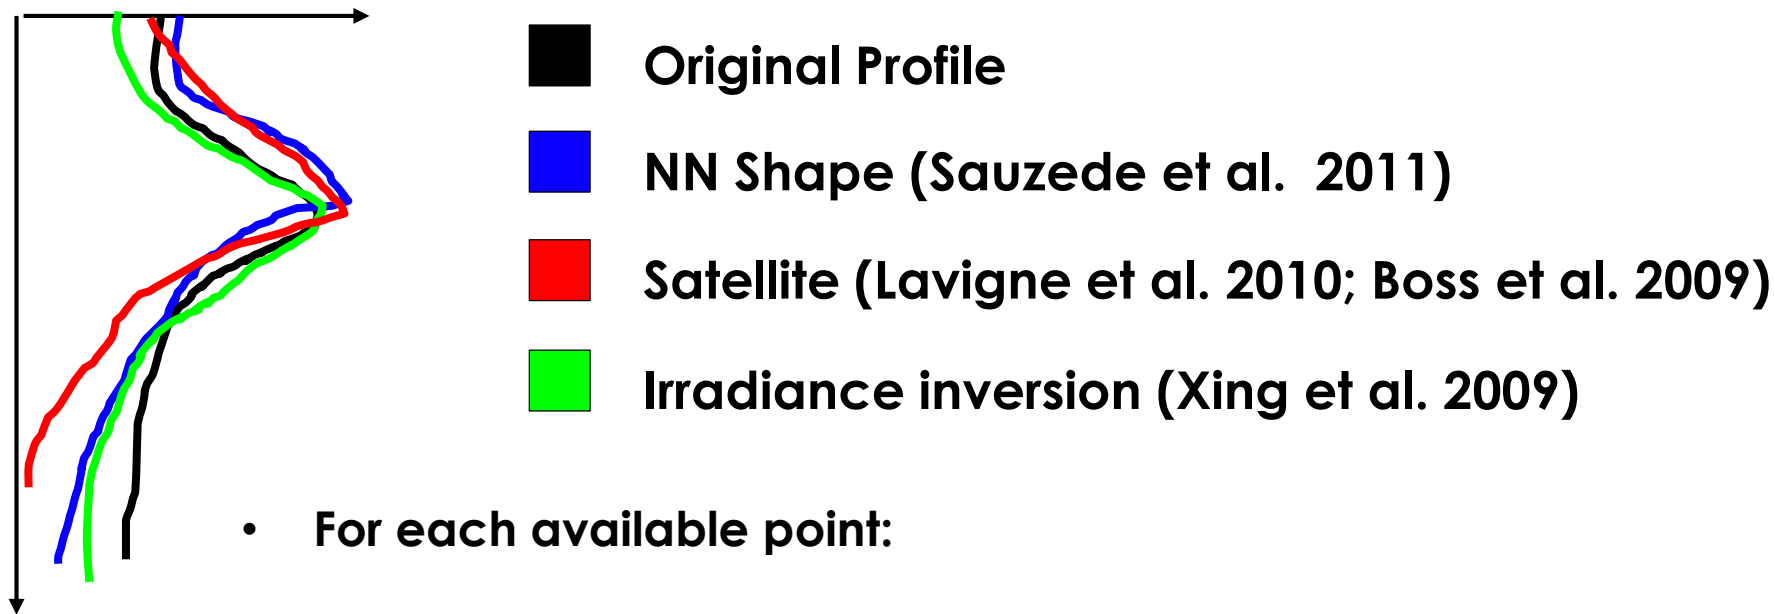 Original Profile
NN Shape (Sauzede et al. 2011)
Satellite (Lavigne et al. 2010; Boss et al. 2009)
Irradiance inversion (Xing et al. 2009)
• For each available point: